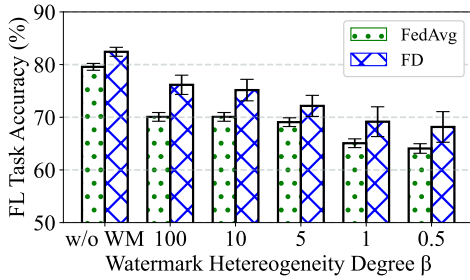 FL Task Accuracy (%)
90
80
70
60
50
FedAvg
FD
w/o WM 100 10 5 1 0.5
Watermark Hetereogeneity Degree β